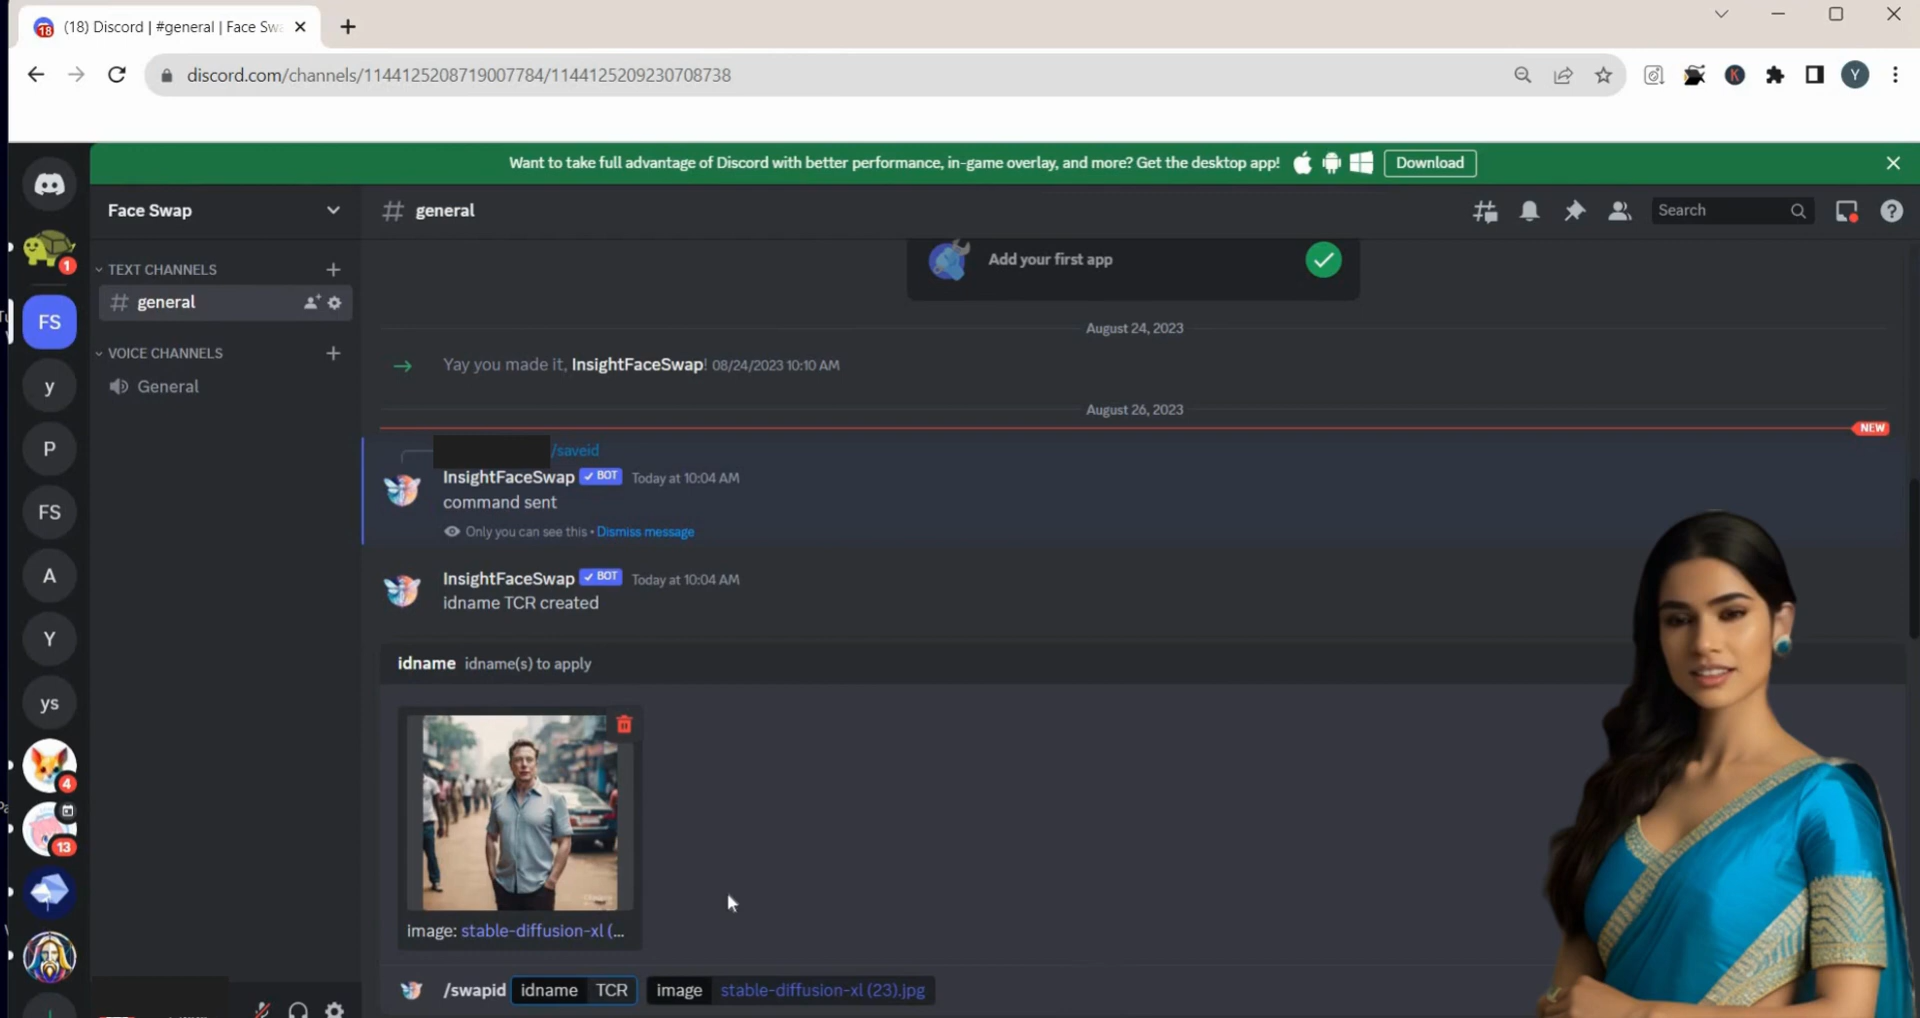 18
(18) Discord | #general | Face Swa
discord.com/channels/1144125208719007784/1144125209230708738
K
Y
Want to take full advantage of Discord with better performance, in-game overlay, and more? Get the desktop app!
Download
Face Swap
general
Search
1
TEXT CHANNELS
general
FS
VOICE CHANNELS
General
y
P
FS
A
Y
ys
4
13
Add your first app
August 24, 2023
Yay you made it, InsightFaceSwap! 08/24/2023 10:10 AM
August 26, 2023
NEW
/saveid
InsightFaceSwap BOT Today at 10:04 AM
command sent
Only you can see this • Dismiss message
InsightFaceSwap BOT Today at 10:04 AM
idname TCR created
idname idname(s) to apply
image: stable-diffusion-xl (...
/swapid idname TCR image stable-diffusion-xl (23).jpg